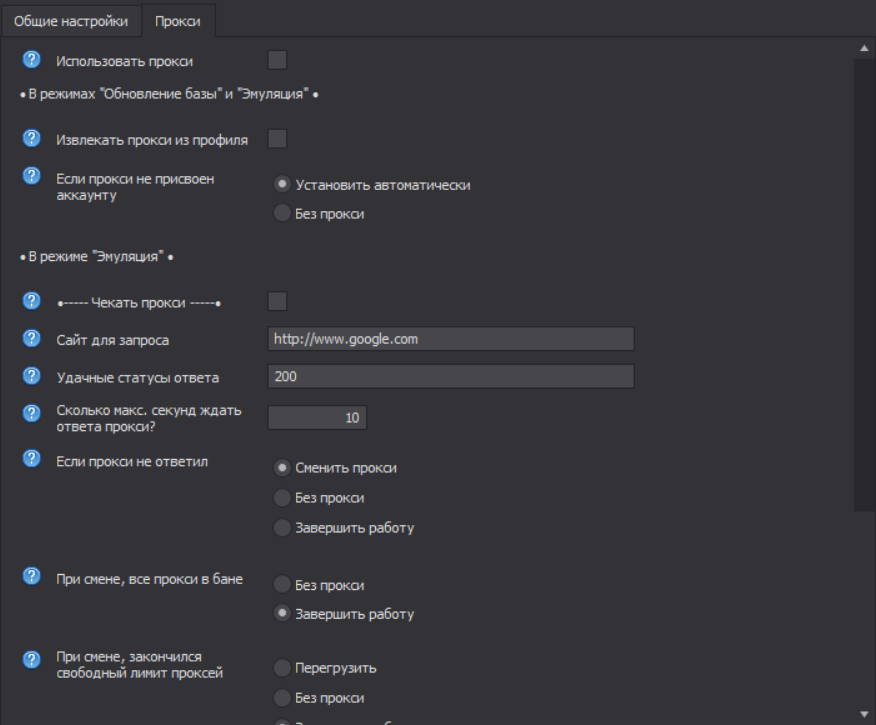 Общие настройки
Прокси
Использовать прокси
• В режимах "Обновление базы" и "Эмуляция" •
Извлекать прокси из профиля
Если прокси не присвоен
аккаунту
Установить автоматически
Без прокси
• В режиме "Эмуляция" •
•----- Чекать прокси -----•
Сайт для запроса
http://www.google.com
Удачные статусы ответа
200
Сколько макс. секунд ждать
ответа прокси?
10
Если прокси не ответил
Сменить прокси
Без прокси
Завершить работу
При смене, все прокси в бане
Без прокси
Завершить работу
При смене, закончился
свободный лимит проксей
Перегрузить
Без прокси